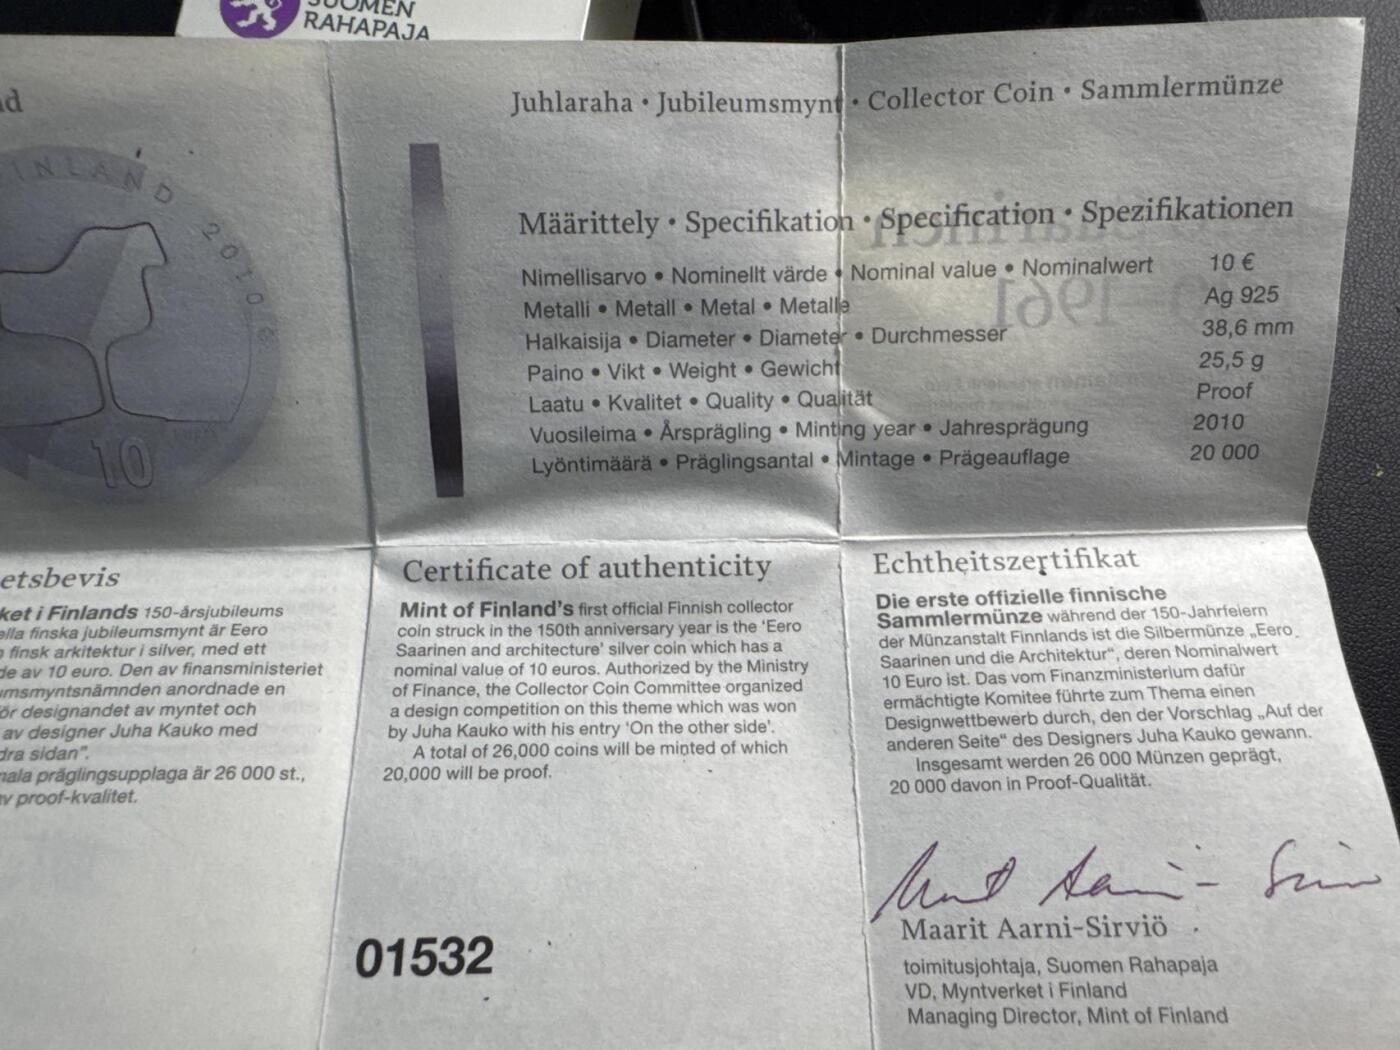 SUOMEN
RAHAPAJA
Juhlaraha • Jubileumsmynt • Collector Coin • Sammlermünze
FINLAND 2010 €
10
Määrittely • Specifikation • Specification • Spezifikationen
Nimellisarvo • Nominellt värde • Nominal value • Nominalwert 10 €
Metalli • Metall • Metal • Metalle Ag 925
Halkaisija • Diameter • Diameter • Durchmesser 38,6 mm
Paino • Vikt • Weight • Gewicht 25,5 g
Laatu • Kvalitet • Quality • Qualität Proof
Vuosileima • Årsprägling • Minting year • Jahresprägung 2010
Lyöntimäärä • Präglingsantal • Mintage • Prägeauflage 20 000
etsbevis
ket i Finlands 150-årsjubileums
ella finska jubileumsmynt är Eero
finsk arkitektur i silver, med ett
de av 10 euro. Den av finansministeriet
umsmyntsnämnden anordnade en
för designandet av myntet och
av designer Juha Kauko med
dra sidan”.
nala präglingsupplaga är 26 000 st.,
av proof-kvalitet.
Certificate of authenticity
Mint of Finland's first official Finnish collector
coin struck in the 150th anniversary year is the 'Eero
Saarinen and architecture' silver coin which has a
nominal value of 10 euros. Authorized by the Ministry
of Finance, the Collector Coin Committee organized
a design competition on this theme which was won
by Juha Kauko with his entry 'On the other side'.
A total of 26,000 coins will be minted of which
20,000 will be proof.
01532
Echtheitszertifikat
Die erste offizielle finnische
Sammlermünze während der 150-Jahrfeiern
der Münzanstalt Finnlands ist die Silbermünze „Eero
Saarinen und die Architektur“, deren Nominalwert
10 Euro ist. Das vom Finanzministerium dafür
ermächtigte Komitee führte zum Thema einen
Designwettbewerb durch, den der Vorschlag „Auf der
anderen Seite“ des Designers Juha Kauko gewann.
Insgesamt werden 26 000 Münzen geprägt,
20 000 davon in Proof-Qualität.
Maarit Aarni-Sirviö
toimitusjohtaja, Suomen Rahapaja
VD, Myntverket i Finland
Managing Director, Mint of Finland